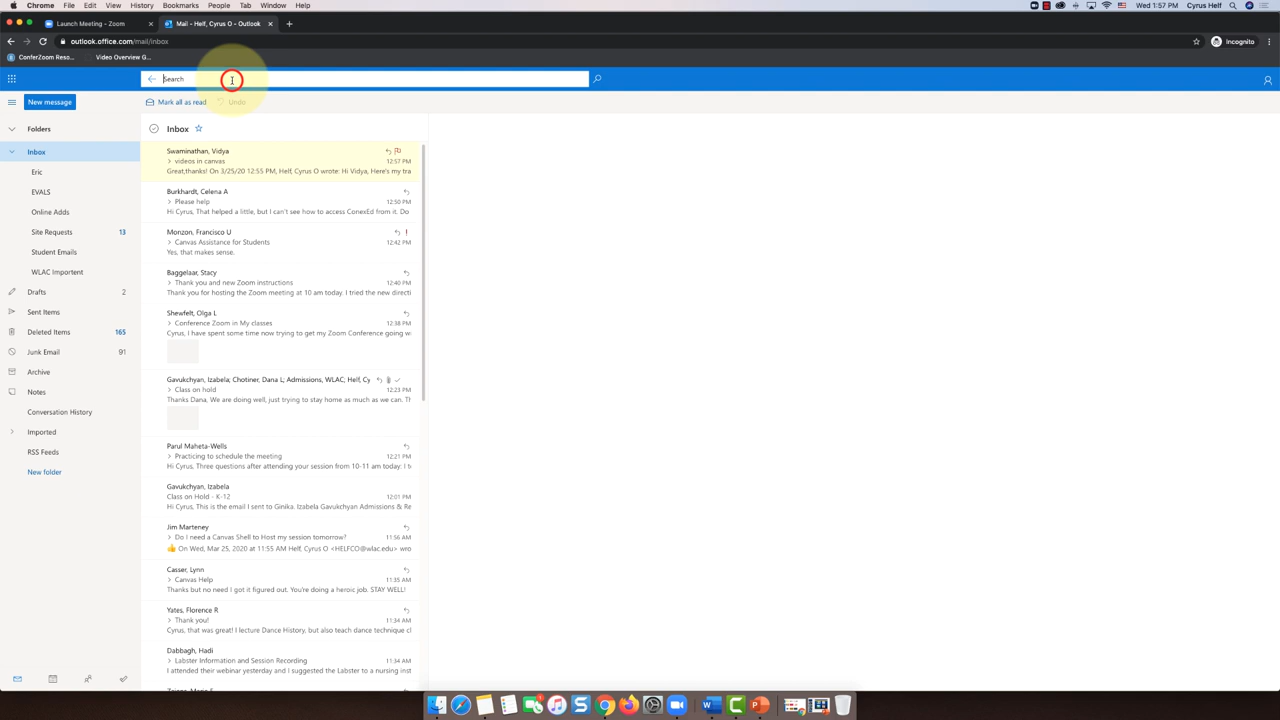 Chrome File Edit View History Bookmarks People Tab Window Help Wed 1:57 PM Cyrus Helf
Launch Meeting - Zoom Mail - Helf, Cyrus O - Outlook
outlook.office.com/mail/inbox Incognito
ConferZoom Reso... Video Overview G...
Search
New message Mark all as read Undo
Folders Inbox
Inbox
Eric
EVALS
Online Adds
Site Requests 13
Student Emails
WLAC Importent
Drafts 2
Sent Items
Deleted Items 165
Junk Email 91
Archive
Notes
Conversation History
Imported
RSS Feeds
New folder
Swaminathan, Vidya
videos in canvas 12:57 PM
Great,thanks! On 3/25/20 12:55 PM, Helf, Cyrus O wrote: Hi Vidya, Here's my tra
Burkhardt, Celena A
Please help 12:50 PM
Hi Cyrus, That helped a little, but I can't see how to access ConexEd from it. Do
Monzon, Francisco U
Canvas Assistance for Students 12:42 PM
Yes, that makes sense.
Baggelaar, Stacy
Thank you and new Zoom instructions 12:40 PM
Thank you for hosting the Zoom meeting at 10 am today. I tried the new directi
Shewfelt, Olga L
Conference Zoom in My classes 12:38 PM
Cyrus, I have spent some time now trying to get my Zoom Conference going w
Gavukchyan, Izabela; Chotiner, Dana L; Admissions, WLAC; Helf, Cy
Class on hold 12:23 PM
Thanks Dana, We are doing well, just trying to stay home as much as we can. Th
Parul Maheta-Wells
Practicing to schedule the meeting 12:21 PM
Hi Cyrus, Three questions after attending your session from 10-11 am today: I t
Gavukchyan, Izabela
Class on Hold - K-12 12:01 PM
Hi Cyrus, This is the email I sent to Ginika. Izabela Gavukchyan Admissions & Re
Jim Marteney
Do I need a Canvas Shell to Host my session tomorrow? 11:56 AM
On Wed, Mar 25, 2020 at 11:55 AM Helf, Cyrus O <HELFCO@wlac.edu> wro
Casser, Lynn
Canvas Help 11:35 AM
Thanks but no need I got it figured out. You're doing a heroic job. STAY WELL!
Yates, Florence R
Thank you! 11:34 AM
Cyrus, that was great! I lecture Dance History, but also teach dance technique cl
Dabbagh, Hadi
Labster Information and Session Recording 11:34 AM
I attended their webinar yesterday and I suggested the Labster to a nursing inst